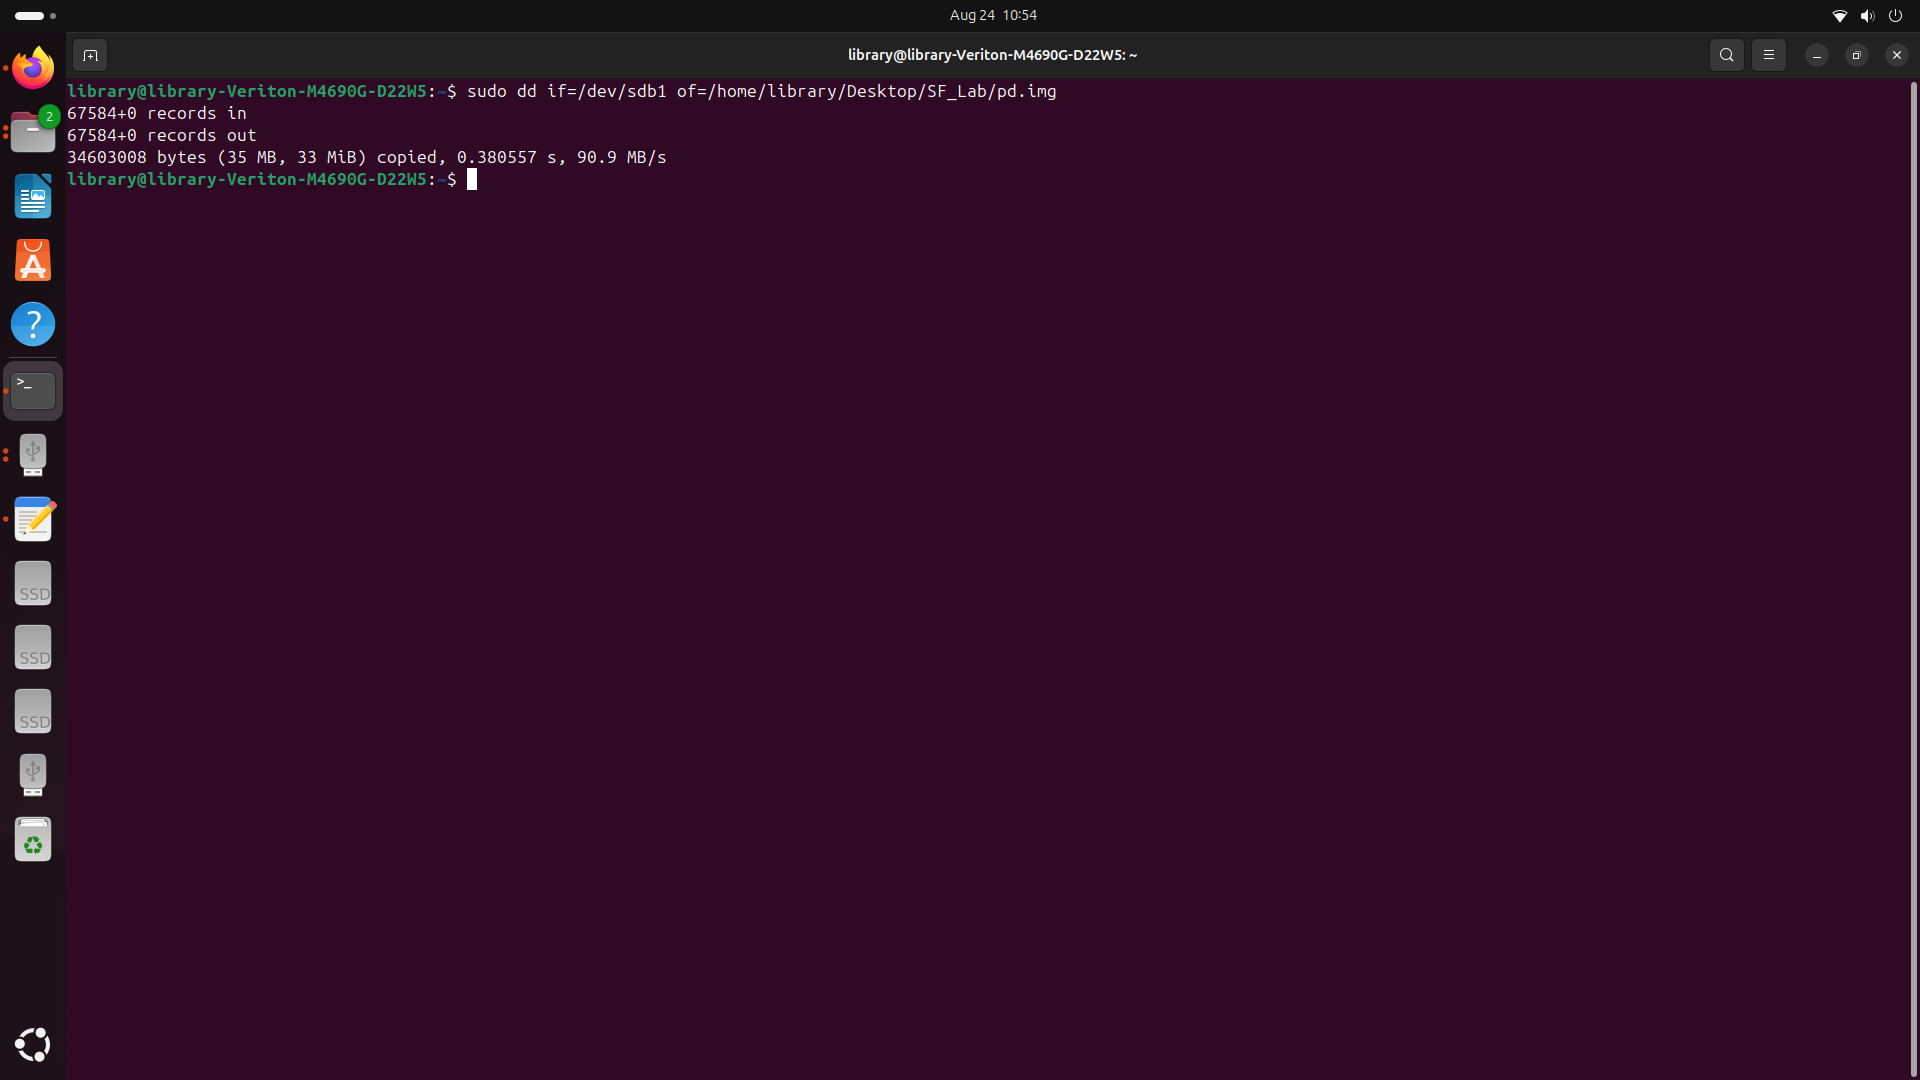 Aug 24 10:54
library@library-Veriton-M4690G-D22W5: ~
library@library-Veriton-M4690G-D22W5:~$ sudo dd if=/dev/sdb1 of=/home/library/Desktop/SF_Lab/pd.img
67584+0 records in
67584+0 records out
34603008 bytes (35 MB, 33 MiB) copied, 0.380557 s, 90.9 MB/s
library@library-Veriton-M4690G-D22W5:~$
2
A
?
>_
SSD
SSD
SSD